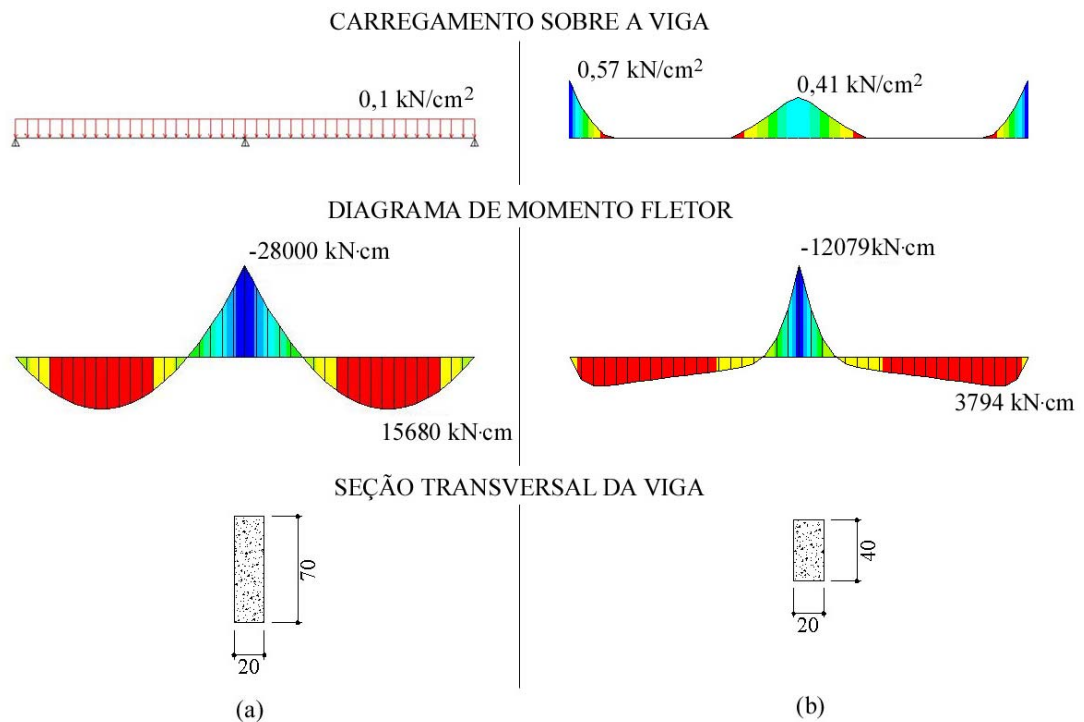 CARREGAMENTO SOBRE A VIGA
0,1 kN/cm²
0,57 kN/cm²
0,41 kN/cm²
DIAGRAMA DE MOMENTO FLETOR
-28000 kN·cm
15680 kN·cm
-12079kN·cm
3794 kN·cm
SEÇÃO TRANSVERSAL DA VIGA
70
20
40
20
(a)
(b)